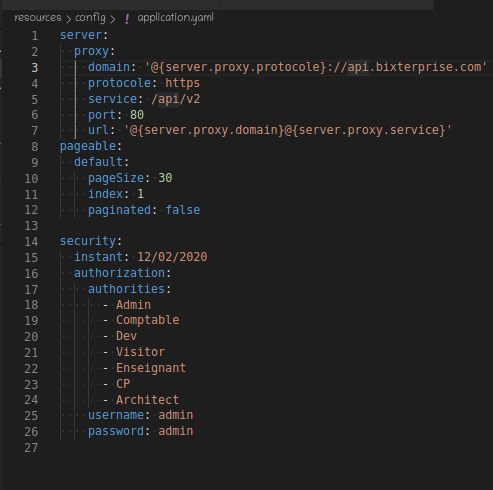 resources > config > ! application.yaml
1 server:
2 proxy:
3 domain: '@{server.proxy.protocole}://api.bixterprise.com'
4 protocole: https
5 service: /api/v2
6 port: 80
7 url: '@{server.proxy.domain}@{server.proxy.service}'
8 pageable:
9 default:
10 pageSize: 30
11 index: 1
12 paginated: false
13
14 security:
15 instant: 12/02/2020
16 authorization:
17 authorities:
18 - Admin
19 - Comptable
20 - Dev
21 - Visitor
22 - Enseignant
23 - CP
24 - Architect
25 username: admin
26 password: admin
27